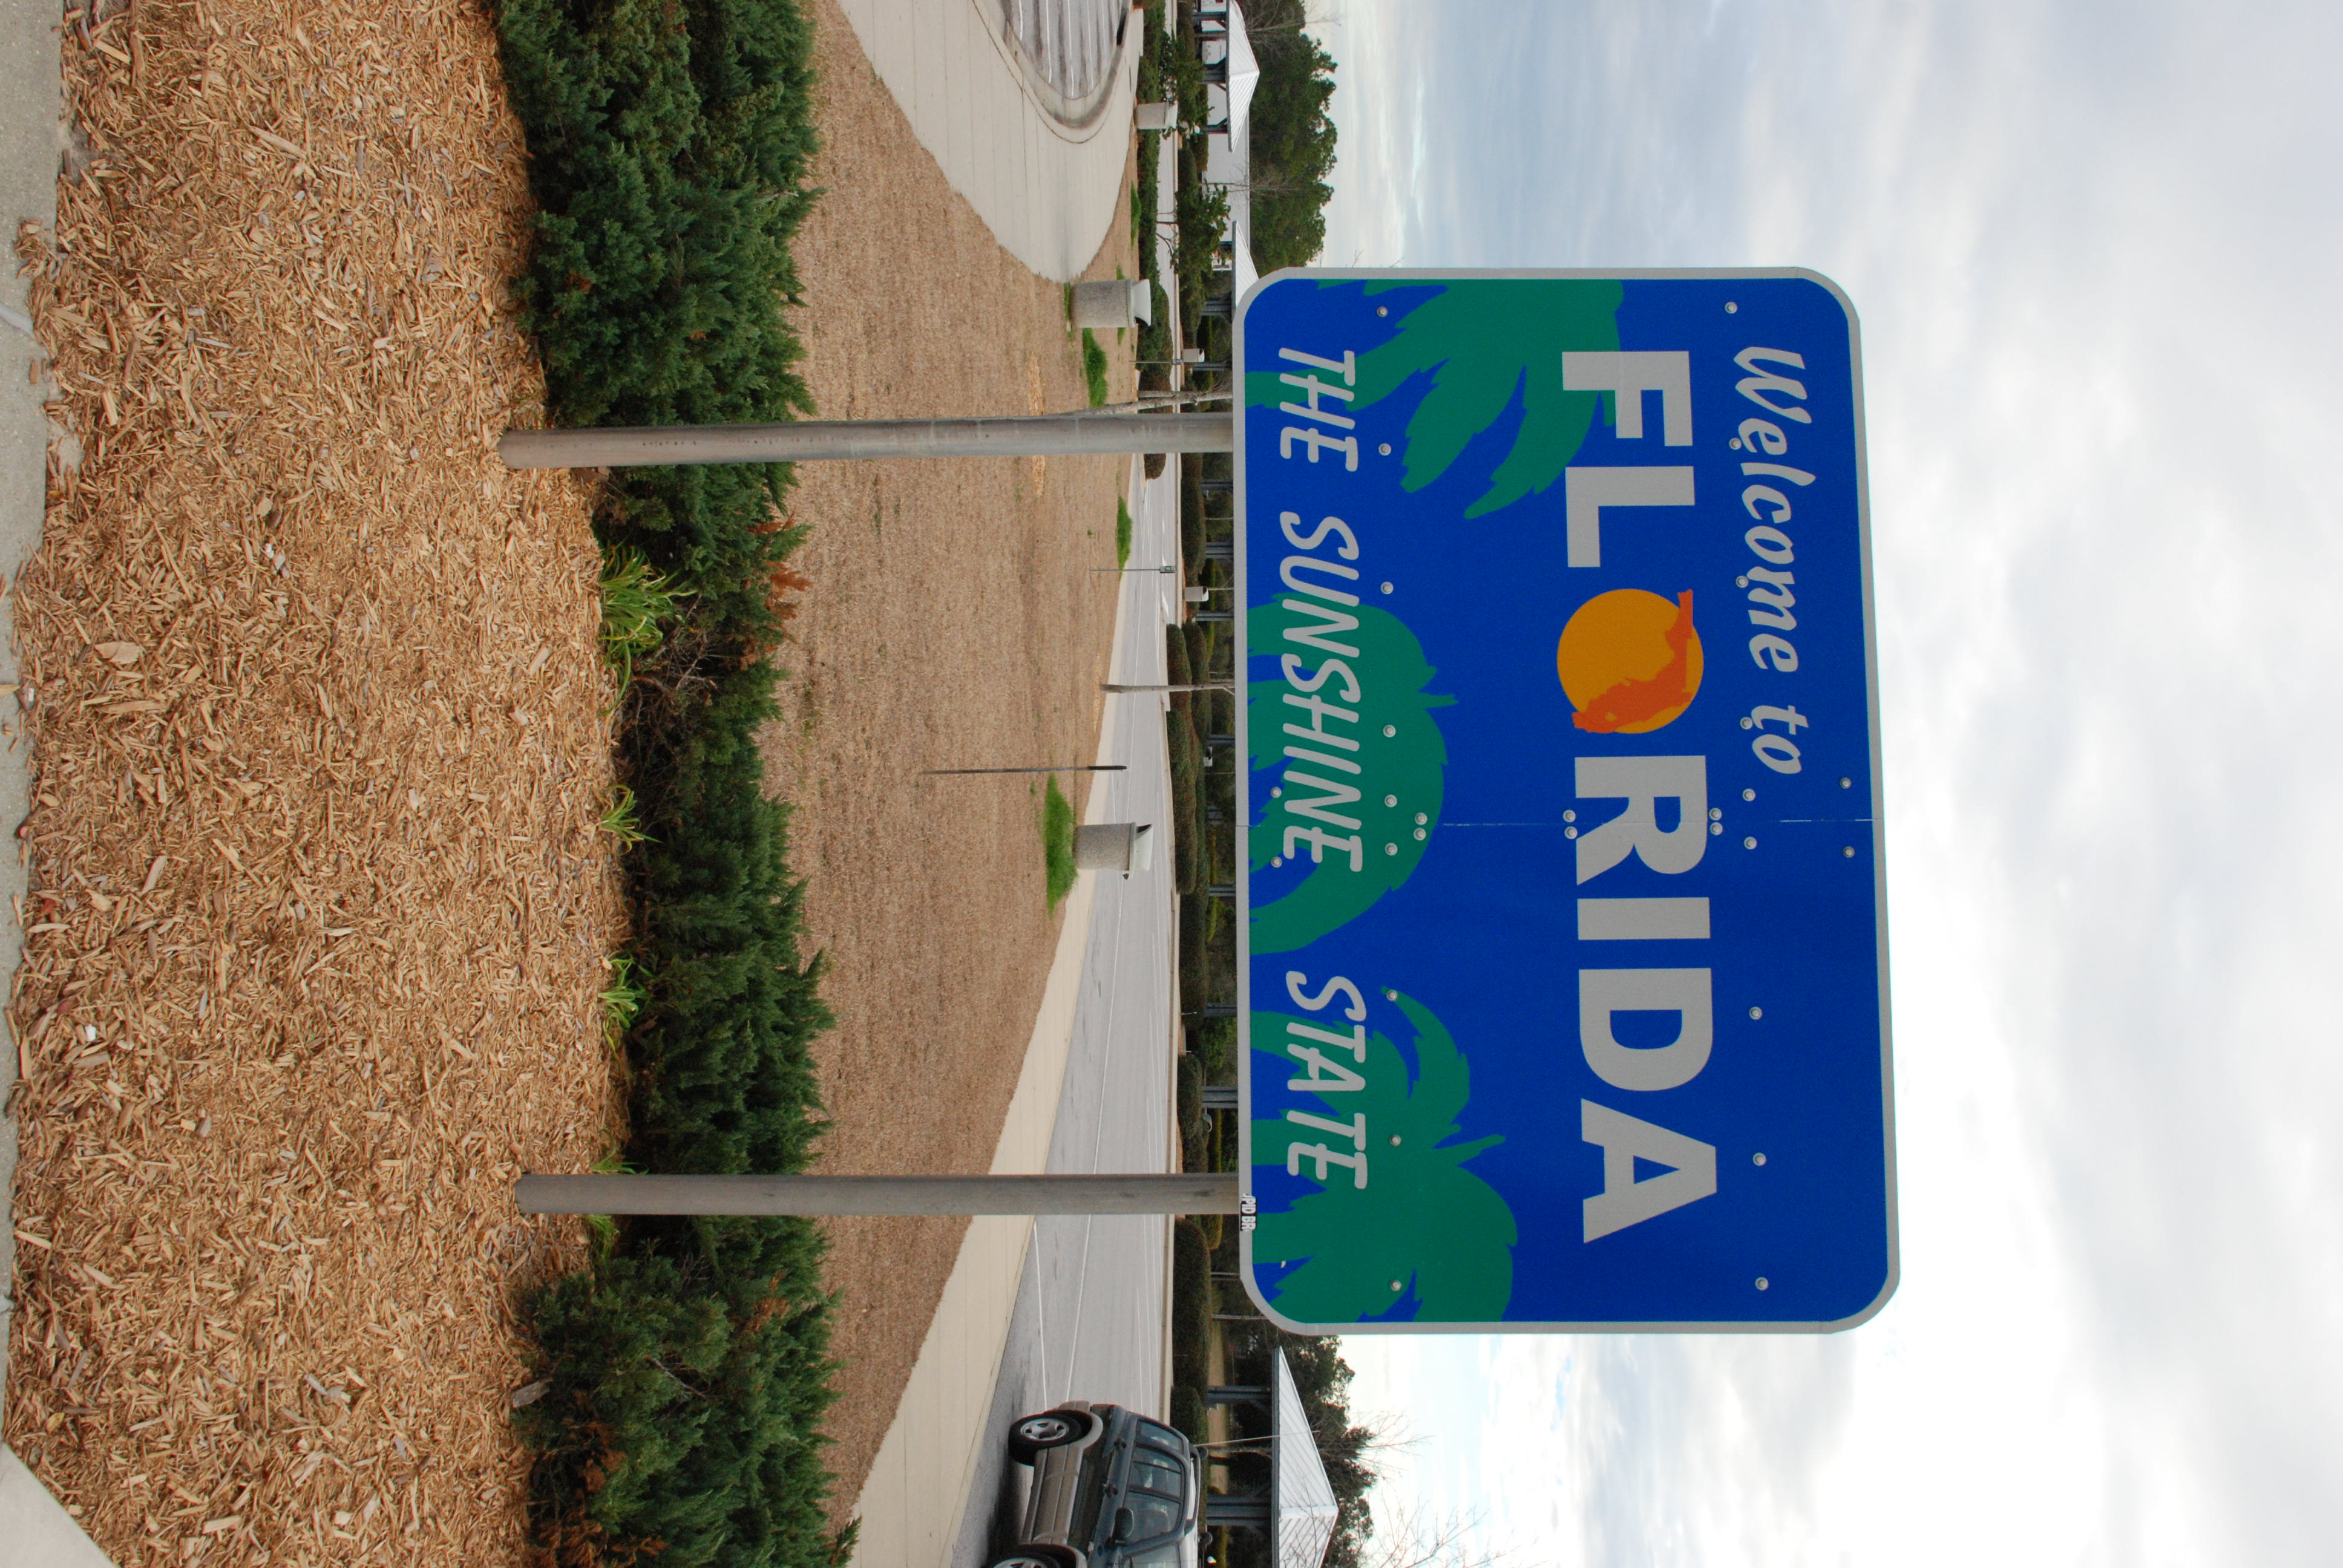 Welcome to
FLORIDA
THE SUNSHINE STATE